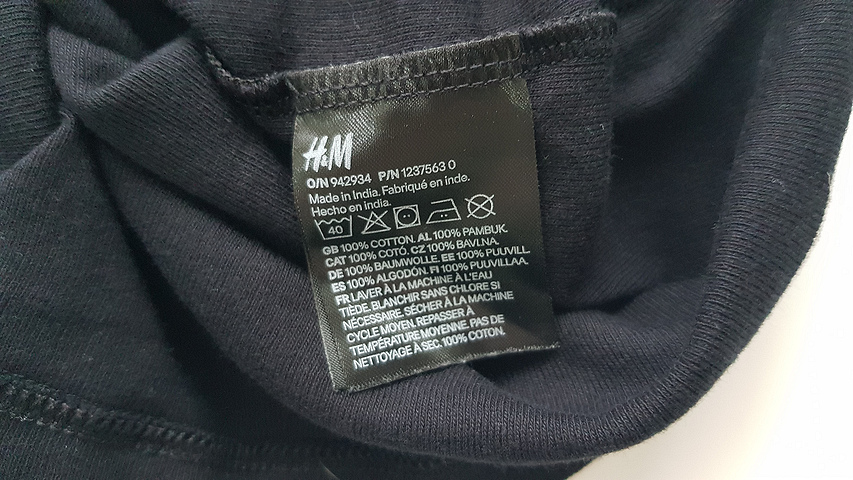 H&M
O/N 942934 P/N 1237563 0
Made in India. Fabriqué en inde.
Hecho en india.
40
GB 100% COTTON. AL 100% PAMBUK.
CAT 100% COTÓ. CZ 100% BAVLNA.
DE 100% BAUMWOLLE. EE 100% PUUVILL.
ES 100% ALGODÓN. FI 100% PUUVILLAA.
FR LAVER À LA MACHINE À L'EAU
TIÈDE. BLANCHIR SANS CHLORE SI
NÉCESSAIRE. SÉCHER À LA MACHINE
CYCLE MOYEN. REPASSER À
TEMPÉRATURE MOYENNE. PAS DE
NETTOYAGE À SEC. 100% COTON.